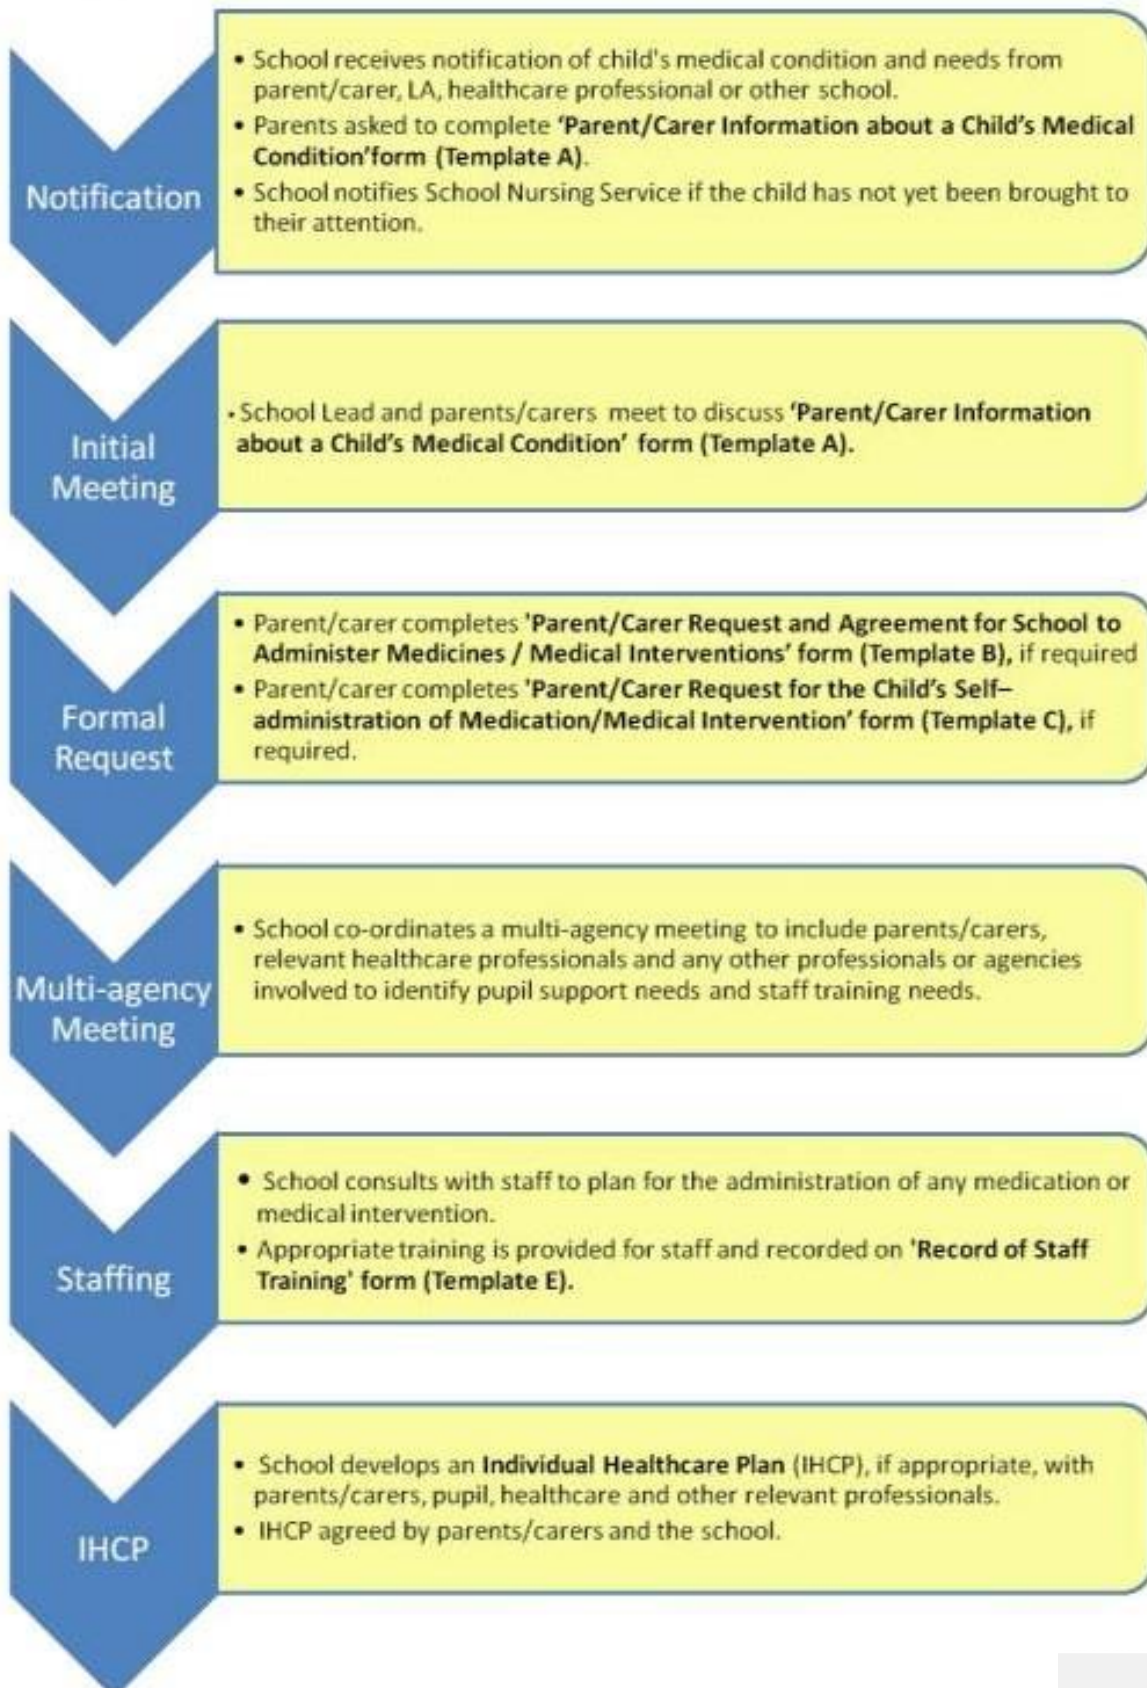 • School receives notification of child's medical condition and needs from
parent/carer, LA, healthcare professional or other school.
• Parents asked to complete ‘Parent/Carer Information about a Child’s Medical
Condition’form (Template A).
Notification
• School notifies School Nursing Service if the child has not yet been brought to
their attention.
Initial
Meeting
• School Lead and parents/carers meet to discuss ‘Parent/Carer Information
about a Child’s Medical Condition’ form (Template A).
Formal
Request
• Parent/carer completes 'Parent/Carer Request and Agreement for School to
Administer Medicines / Medical Interventions’ form (Template B), if required
• Parent/carer completes 'Parent/Carer Request for the Child’s Self–
administration of Medication/Medical Intervention’ form (Template C), if
required.
Multi-agency
Meeting
• School co-ordinates a multi-agency meeting to include parents/carers,
relevant healthcare professionals and any other professionals or agencies
involved to identify pupil support needs and staff training needs.
Staffing
• School consults with staff to plan for the administration of any medication or
medical intervention.
• Appropriate training is provided for staff and recorded on 'Record of Staff
Training' form (Template E).
IHCP
• School develops an Individual Healthcare Plan (IHCP), if appropriate, with
parents/carers, pupil, healthcare and other relevant professionals.
• IHCP agreed by parents/carers and the school.